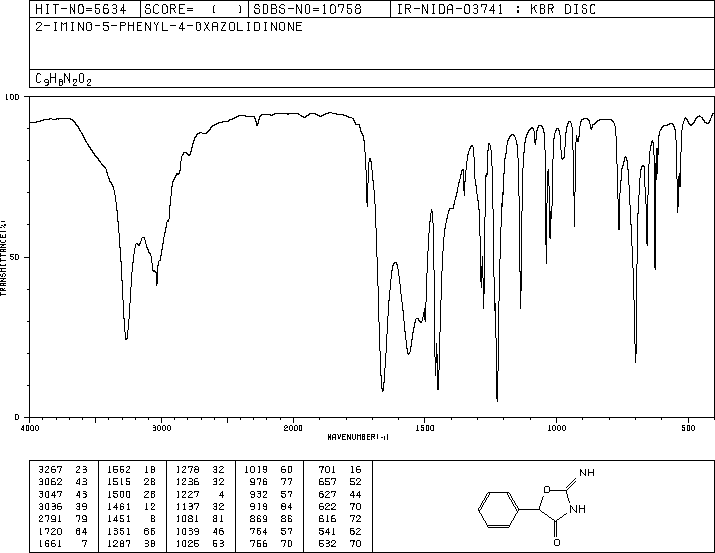 HIT-NO=5634 SCORE= ( ) SDBS-NO=10758 IR-NIDA-03741 : KBR DISC
2-IMINO-5-PHENYL-4-OXAZOLIDINONE
C9H8N2O2
100
TRANSMITTANCE(%)
50
0
4000 3000 2000 1500 1000 500
WAVENUMBER(-1)
3267 23 1562 18 1278 32 1019 60 701 16
3062 43 1515 28 1236 32 976 77 657 52
3047 43 1500 28 1227 4 932 57 627 44
3036 39 1461 12 1137 32 919 84 622 70
2791 79 1451 8 1081 81 869 86 616 72
1720 64 1351 66 1039 46 764 57 541 62
1661 7 1287 38 1026 53 756 70 532 70
O
NH
NH
O